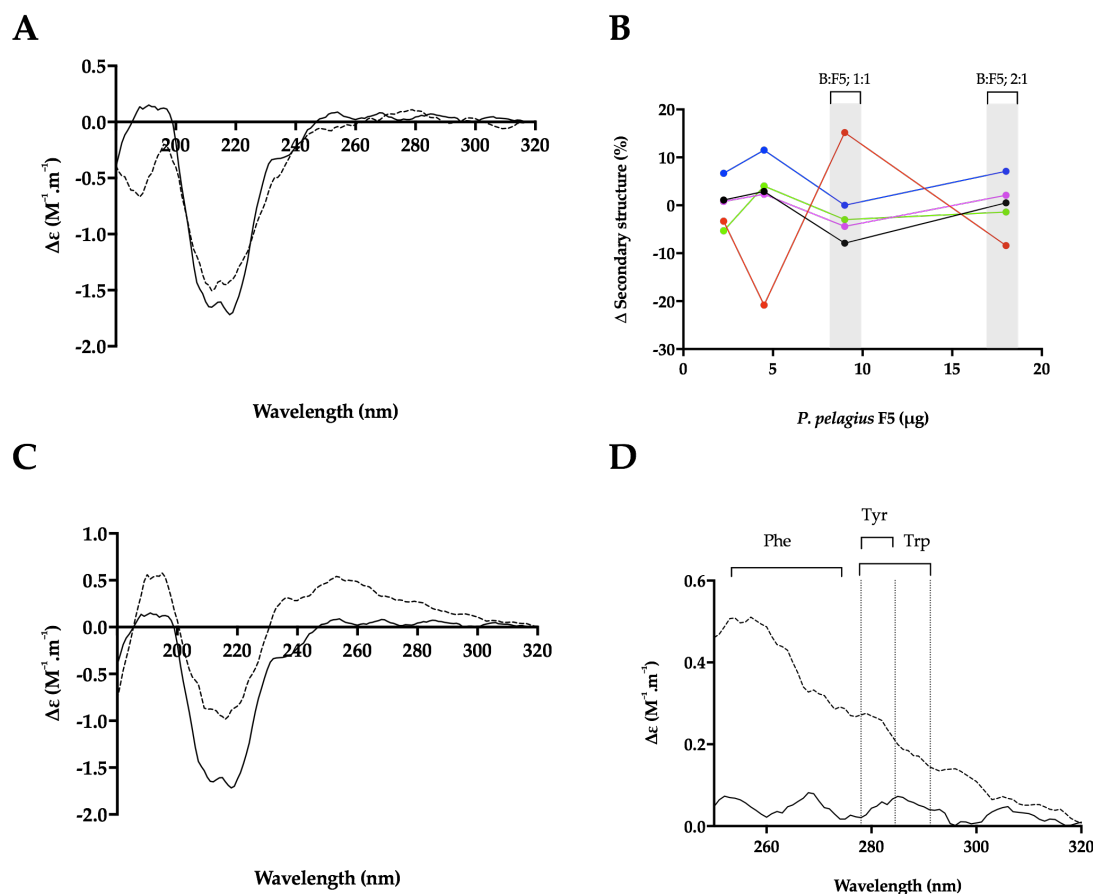 A
0.5
0.0
-0.5
-1.0
-1.5
-2.0
200 220 240 260 280 300 320
Δε (M⁻¹.m⁻¹)
Wavelength (nm)
B
B:F5; 1:1 B:F5; 2:1
20
10
0
-10
-20
-30
0 5 10 15 20
Δ Secondary structure (%)
P. pelagius F5 (μg)
C
1.0
0.5
0.0
-0.5
-1.0
-1.5
-2.0
200 220 240 260 280 300 320
Δε (M⁻¹.m⁻¹)
Wavelength (nm)
D
Tyr
Phe Trp
0.6
0.4
0.2
0.0
260 280 300 320
Δε (M⁻¹.m⁻¹)
Wavelength (nm)